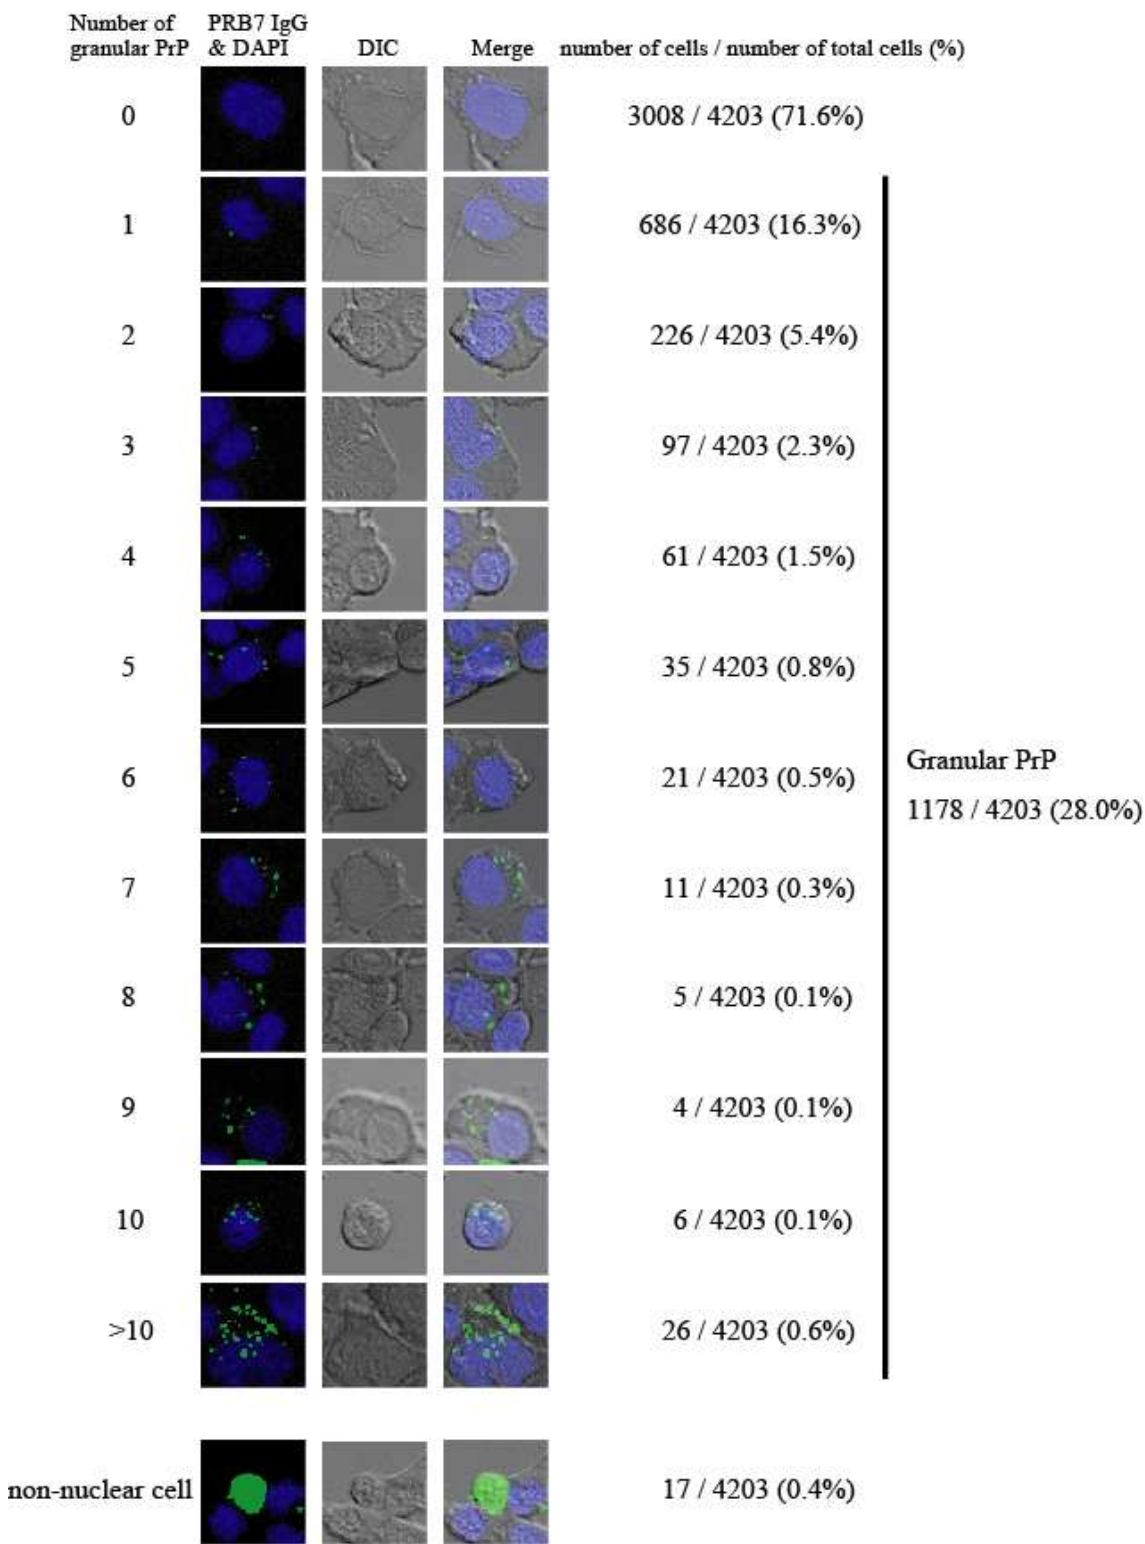 Number of granular PrP
PRB7 IgG & DAPI
DIC
Merge
number of cells / number of total cells (%)
0
3008 / 4203 (71.6%)
1
686 / 4203 (16.3%)
2
226 / 4203 (5.4%)
3
97 / 4203 (2.3%)
4
61 / 4203 (1.5%)
5
35 / 4203 (0.8%)
6
21 / 4203 (0.5%)
7
11 / 4203 (0.3%)
8
5 / 4203 (0.1%)
9
4 / 4203 (0.1%)
10
6 / 4203 (0.1%)
>10
26 / 4203 (0.6%)
Granular PrP
1178 / 4203 (28.0%)
non-nuclear cell
17 / 4203 (0.4%)